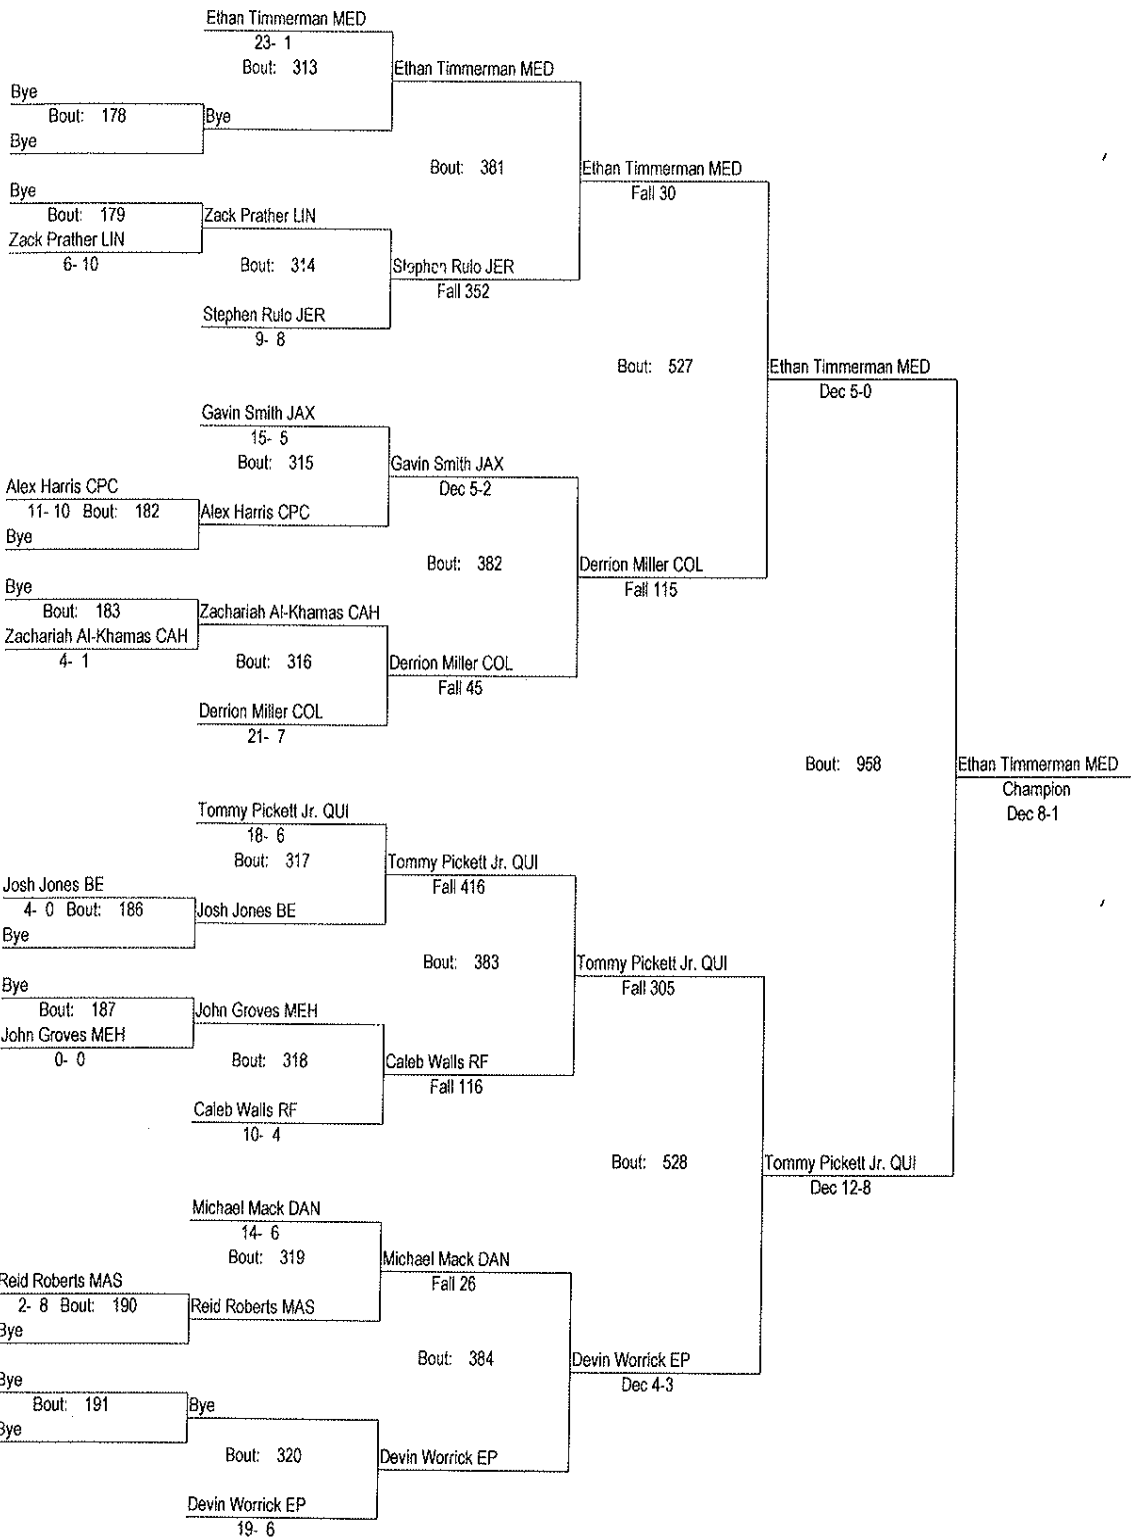 Ethan Timmerman MED
23- 1
Bout: 313
Ethan Timmerman MED
Bye
Bout: 178
Bye
Bye
Bout: 381
Ethan Timmerman MED
Fall 30
Bye
Bout: 179
Zack Prather LIN
Zack Prather LIN
6- 10
Bout: 314
Stephen Rulo JER
Fall 352
Stephen Rulo JER
9- 8
Bout: 527
Ethan Timmerman MED
Dec 5-0
Gavin Smith JAX
15- 5
Bout: 315
Gavin Smith JAX
Dec 5-2
Alex Harris CPC
11- 10 Bout: 182
Alex Harris CPC
Bye
Bout: 382
Derrion Miller COL
Fall 115
Bye
Bout: 183
Zachariah Al-Khamas CAH
Zachariah Al-Khamas CAH
4- 1
Bout: 316
Derrion Miller COL
Fall 45
Derrion Miller COL
21- 7
Bout: 958
Ethan Timmerman MED
Champion
Dec 8-1
Tommy Pickett Jr. QUI
18- 6
Bout: 317
Tommy Pickett Jr. QUI
Fall 416
Josh Jones BE
4- 0 Bout: 186
Josh Jones BE
Bye
Bout: 383
Tommy Pickett Jr. QUI
Fall 305
Bye
Bout: 187
John Groves MEH
John Groves MEH
0- 0
Bout: 318
Caleb Walls RF
Fall 116
Caleb Walls RF
10- 4
Bout: 528
Tommy Pickett Jr. QUI
Dec 12-8
Michael Mack DAN
14- 6
Bout: 319
Michael Mack DAN
Fall 26
Reid Roberts MAS
2- 8 Bout: 190
Reid Roberts MAS
Bye
Bout: 384
Devin Worrick EP
Dec 4-3
Bye
Bout: 191
Bye
Bye
Bout: 320
Devin Worrick EP
Devin Worrick EP
19- 6